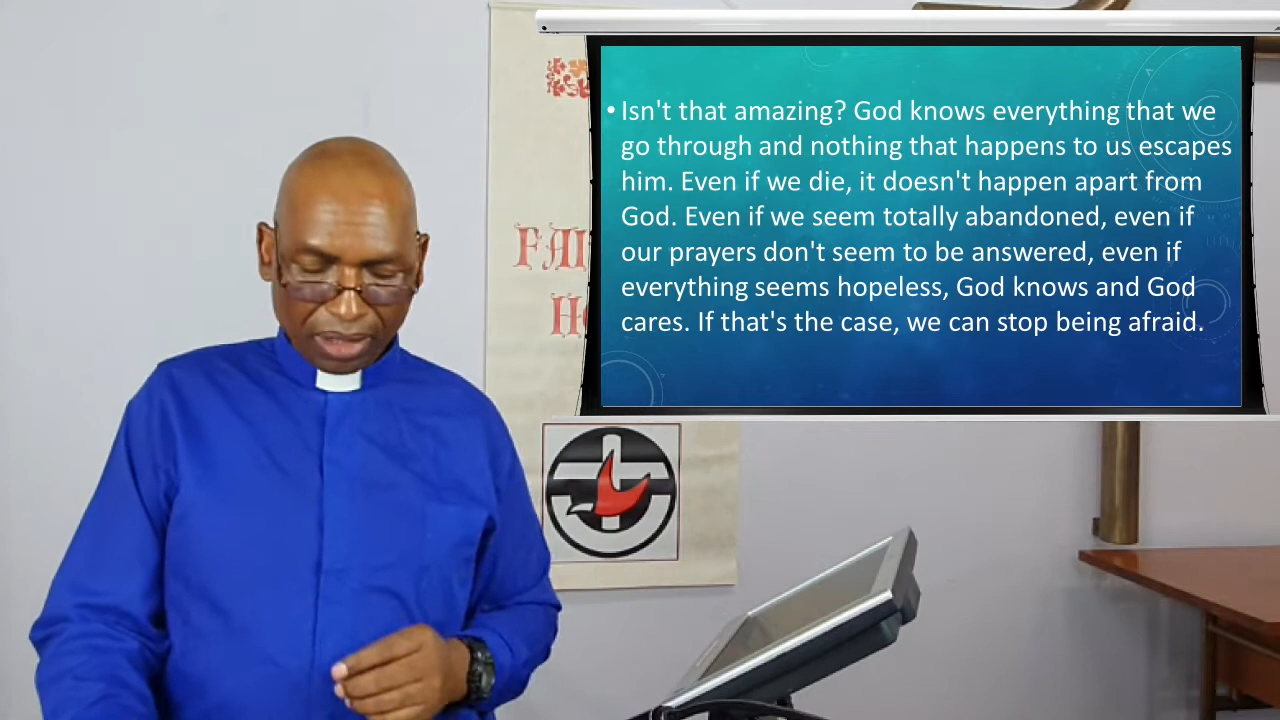 • Isn't that amazing? God knows everything that we
go through and nothing that happens to us escapes
him. Even if we die, it doesn't happen apart from
God. Even if we seem totally abandoned, even if
our prayers don't seem to be answered, even if
everything seems hopeless, God knows and God
cares. If that's the case, we can stop being afraid.